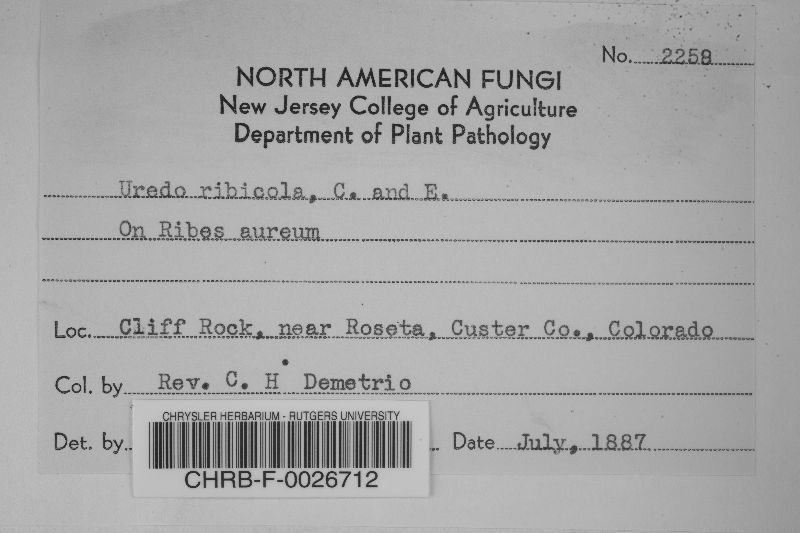 No. 2258
NORTH AMERICAN FUNGI
New Jersey College of Agriculture
Department of Plant Pathology
Uredo ribicola, C. and E.
On Ribes aureum
Loc. Cliff Rock, near Roseta, Custer Co., Colorado
Col. by Rev. C. H. Demetrio
Det. by
Date July, 1887
CHRYSLER HERBARIUM - RUTGERS UNIVERSITY
CHRB-F-0026712